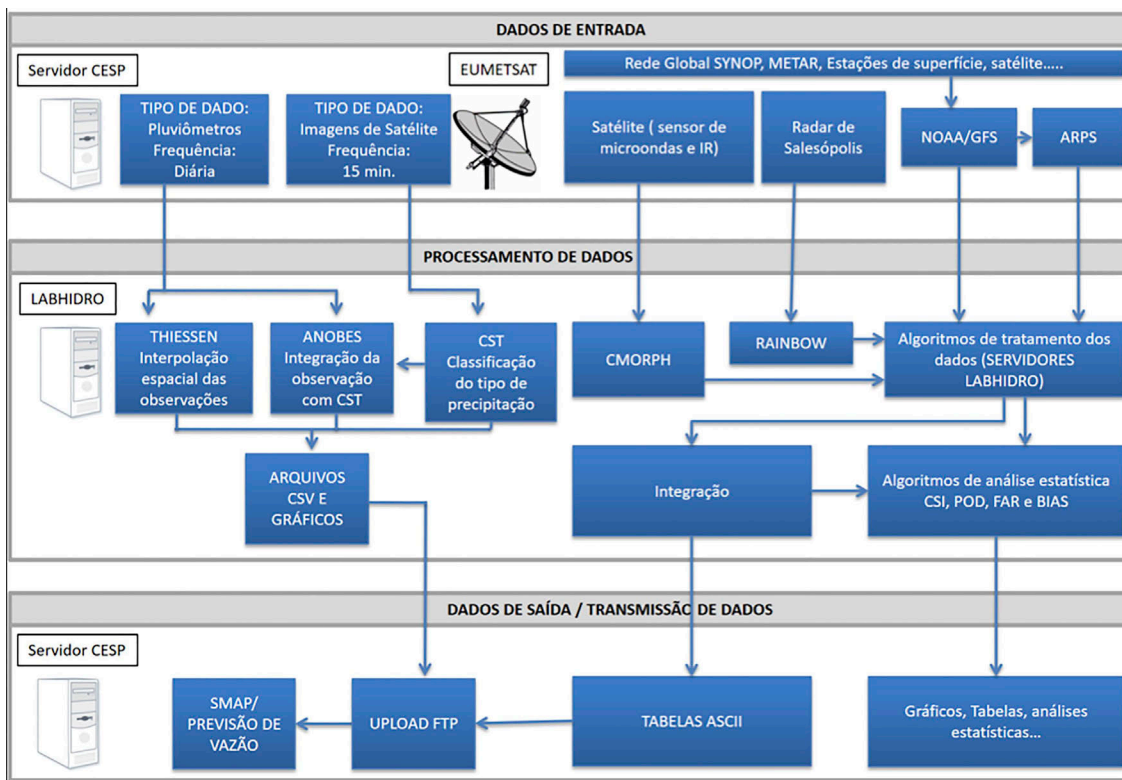 DADOS DE ENTRADA
Servidor CESP
TIPO DE DADO:
Pluviômetros
Frequência:
Diária
TIPO DE DADO:
Imagens de Satélite
Frequência:
15 min.
EUMETSAT
Rede Global SYNOP, METAR, Estações de superfície, satélite.....
Satélite ( sensor de
microondas e IR)
Radar de
Salesópolis
NOAA/GFS
ARPS
PROCESSAMENTO DE DADOS
LABHIDRO
THIESSEN
Interpolação
espacial das
observações
ANOBES
Integração da
observação
com CST
CST
Classificação
do tipo de
precipitação
CMORPH
RAINBOW
Algoritmos de tratamento dos
dados (SERVIDORES
LABHIDRO)
ARQUIVOS
CSV E
GRÁFICOS
Integração
Algoritmos de análise estatística
CSI, POD, FAR e BIAS
DADOS DE SAÍDA / TRANSMISSÃO DE DADOS
Servidor CESP
SMAP/
PREVISÃO DE
VAZÃO
UPLOAD FTP
TABELAS ASCII
Gráficos, Tabelas, análises
estatísticas...